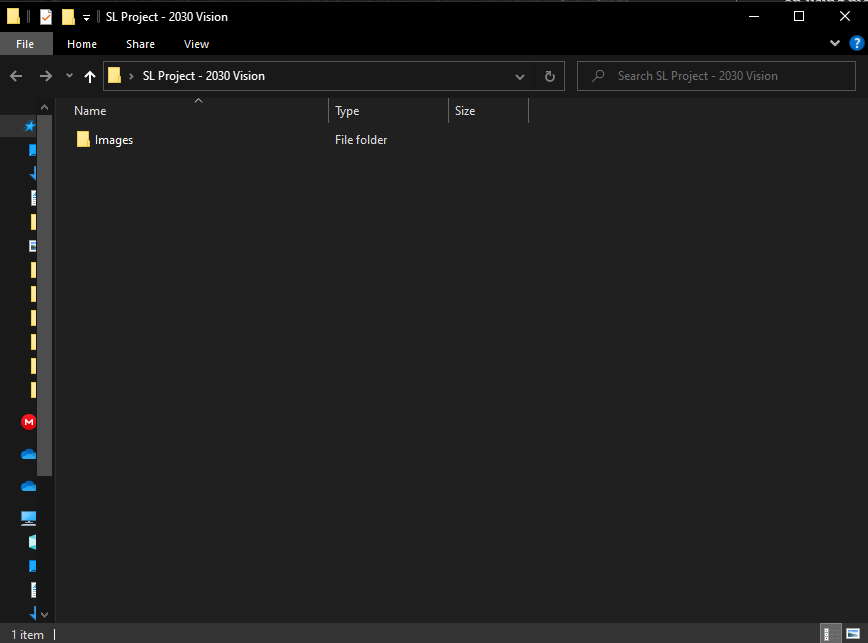 SL Project - 2030 Vision
File Home Share View
SL Project - 2030 Vision Search SL Project - 2030 Vision
Name Type Size
Images File folder
M
1 item